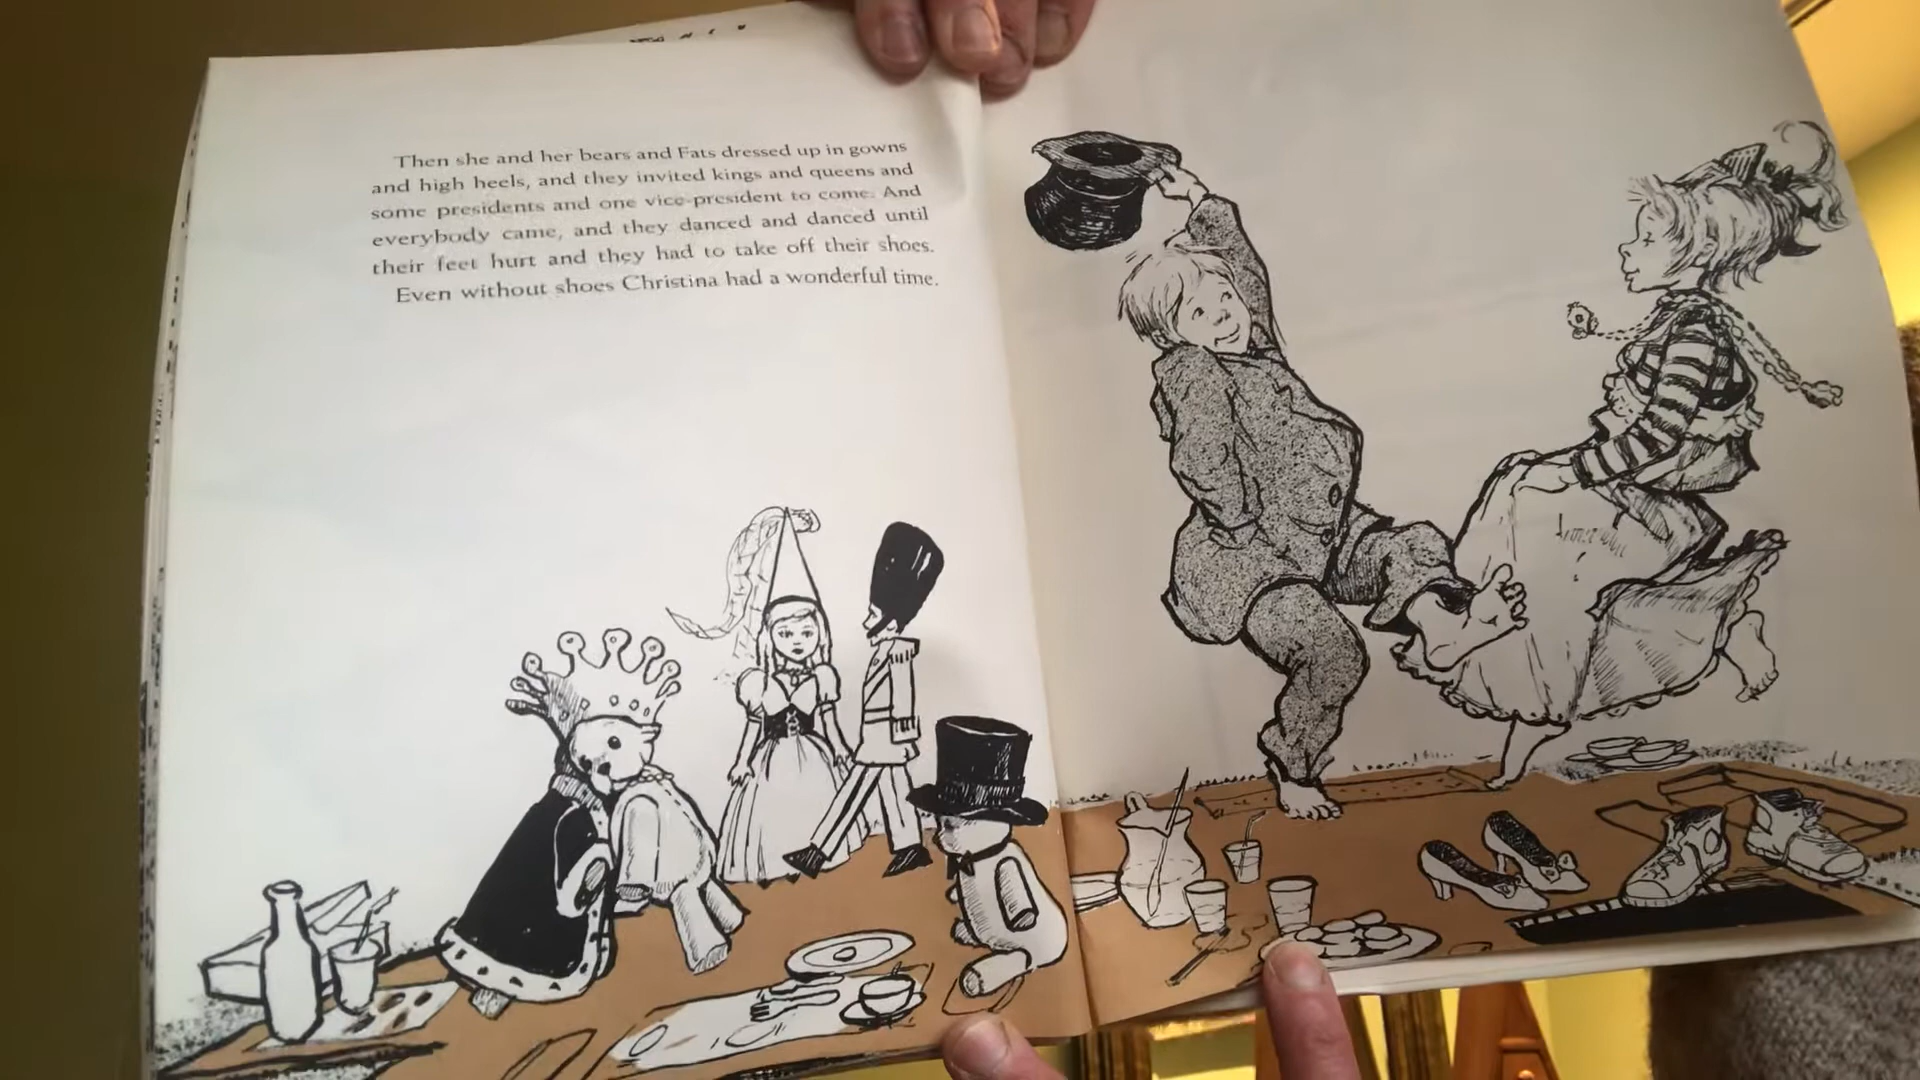 Then she and her bears and Fats dressed up in gowns
and high heels, and they invited kings and queens and
some presidents and one vice-president to come. And
everybody came, and they danced and danced until
their feet hurt and they had to take off their shoes.
Even without shoes Christina had a wonderful time.